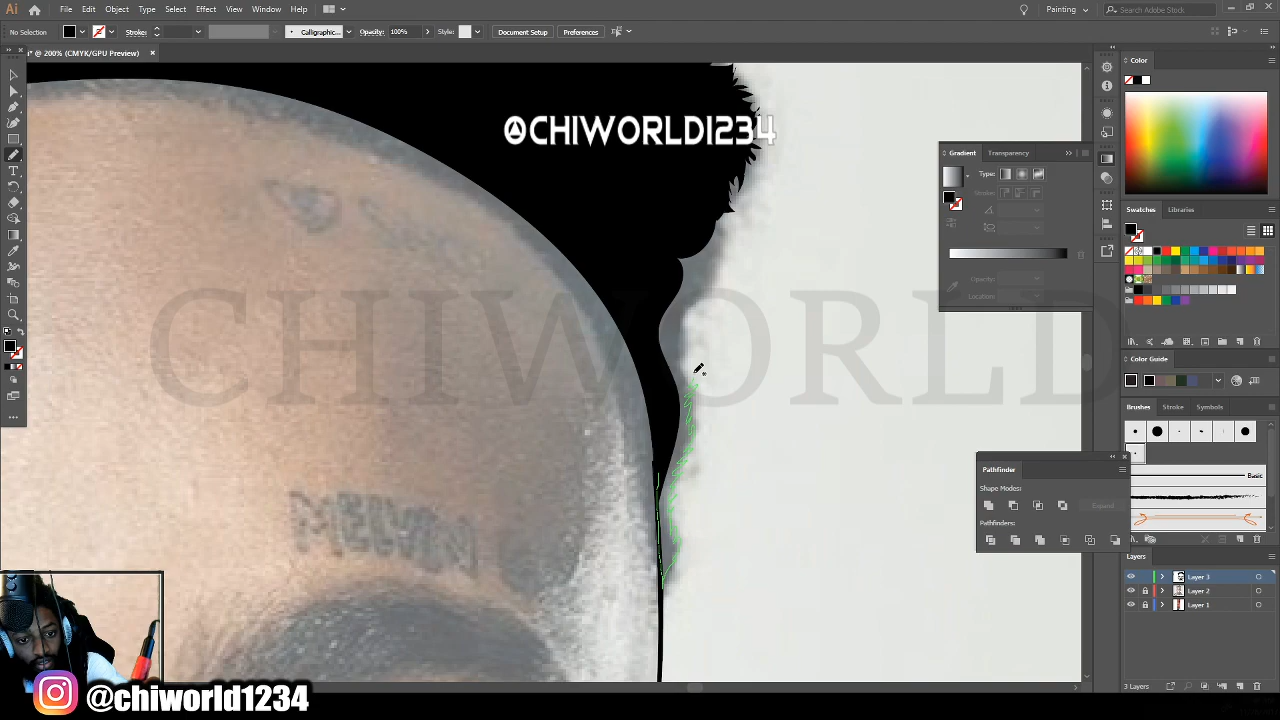 Ai File Edit Object Type Select Effect View Window Help Painting Search Adobe Stock
No Selection Stroke: Calligraphic... Opacity: 100% Style: Document Setup Preferences
* @ 200% (CMYK/GPU Preview)
Color
@CHIWORLD1234
Gradient Transparency
Type:
Stroke:
Swatches Libraries
Opacity:
Location:
CHIWORLD
Color Guide
Brushes Stroke Symbols
Pathfinder
Shape Modes:
Basic
Expand
Pathfinders:
Layers
Layer 3
Layer 2
Layer 1
3 Layers
@chiworld1234